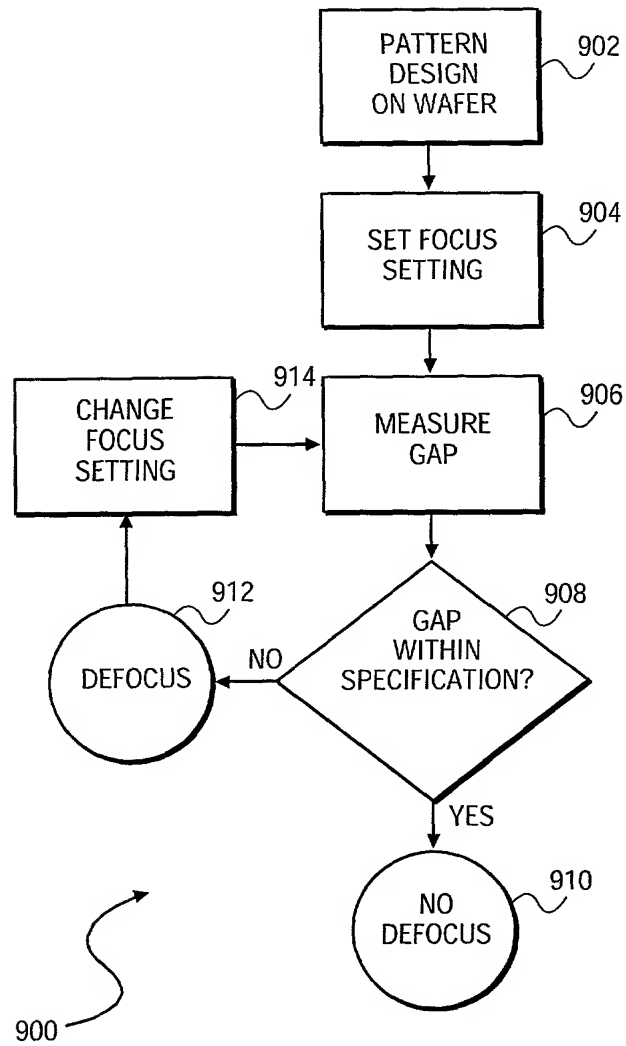 PATTERN
DESIGN
ON WAFER
902
SET FOCUS
SETTING
904
CHANGE
FOCUS
SETTING
914
MEASURE
GAP
906
GAP
WITHIN
SPECIFICATION?
908
NO
DEFOCUS
912
YES
NO
DEFOCUS
910
900